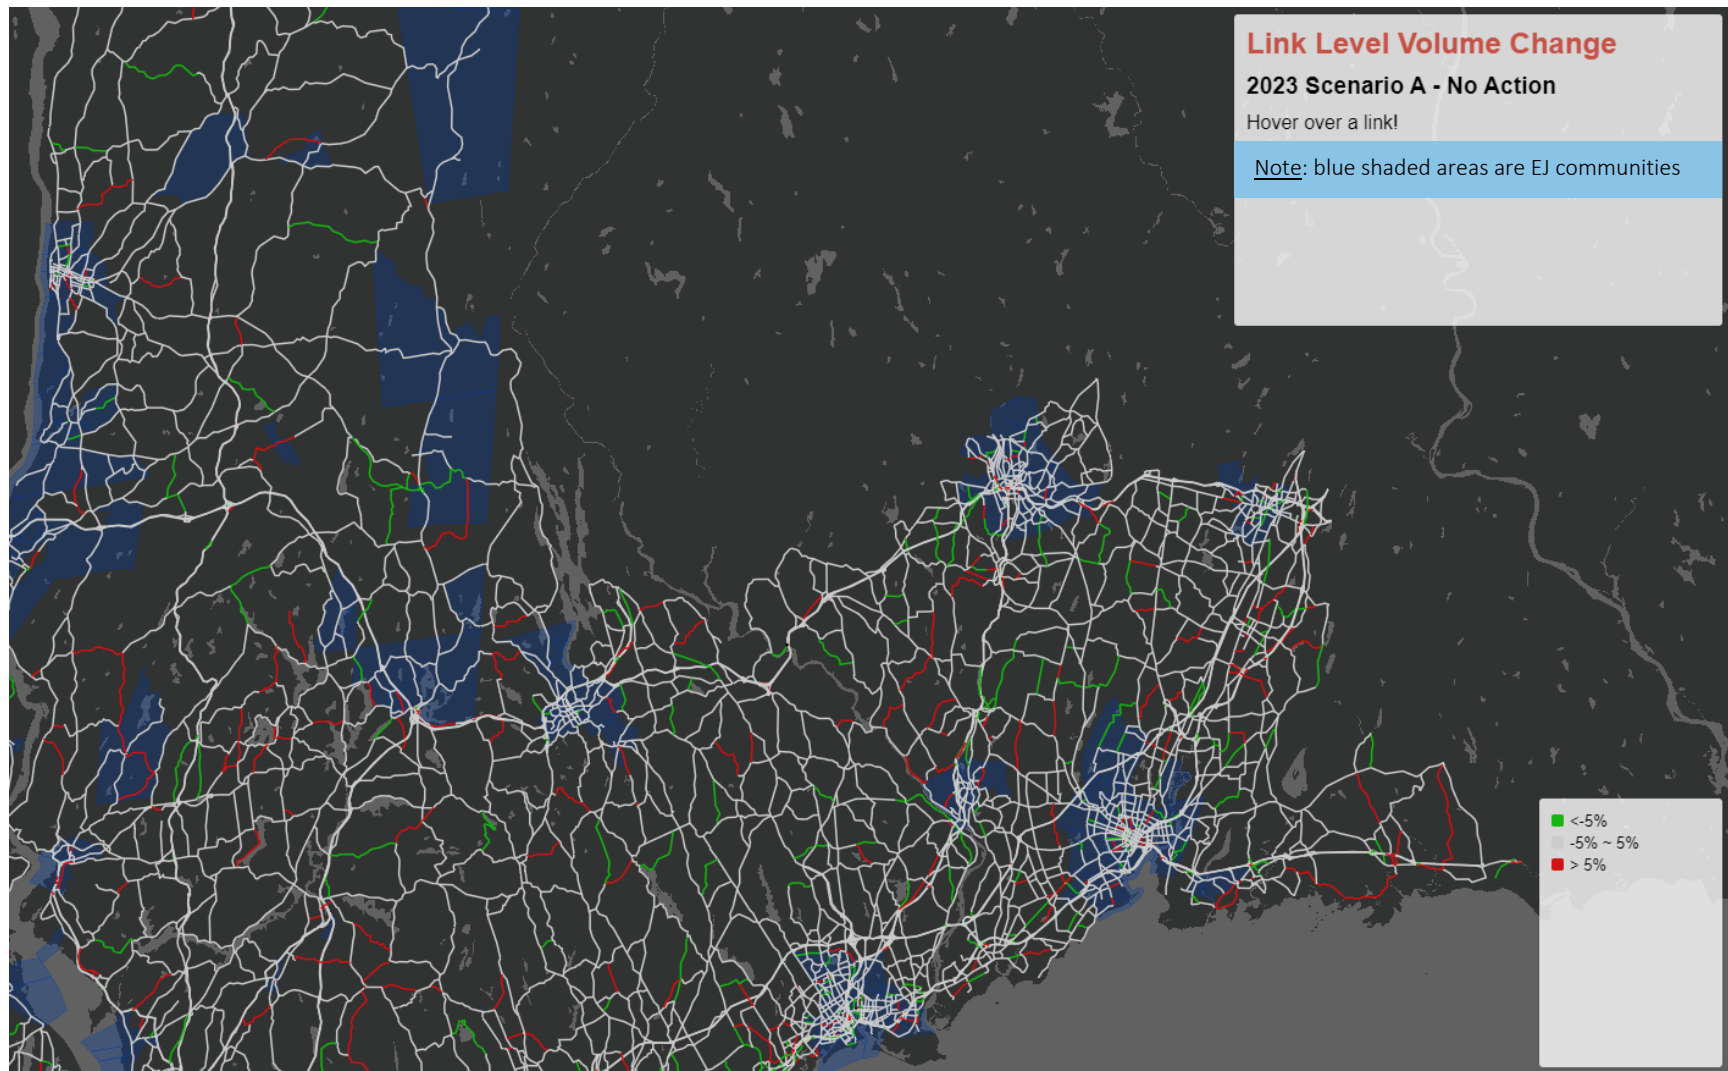 Link Level Volume Change
2023 Scenario A - No Action
Hover over a link!
Note: blue shaded areas are EJ communities
<-5%
-5% ~ 5%
> 5%